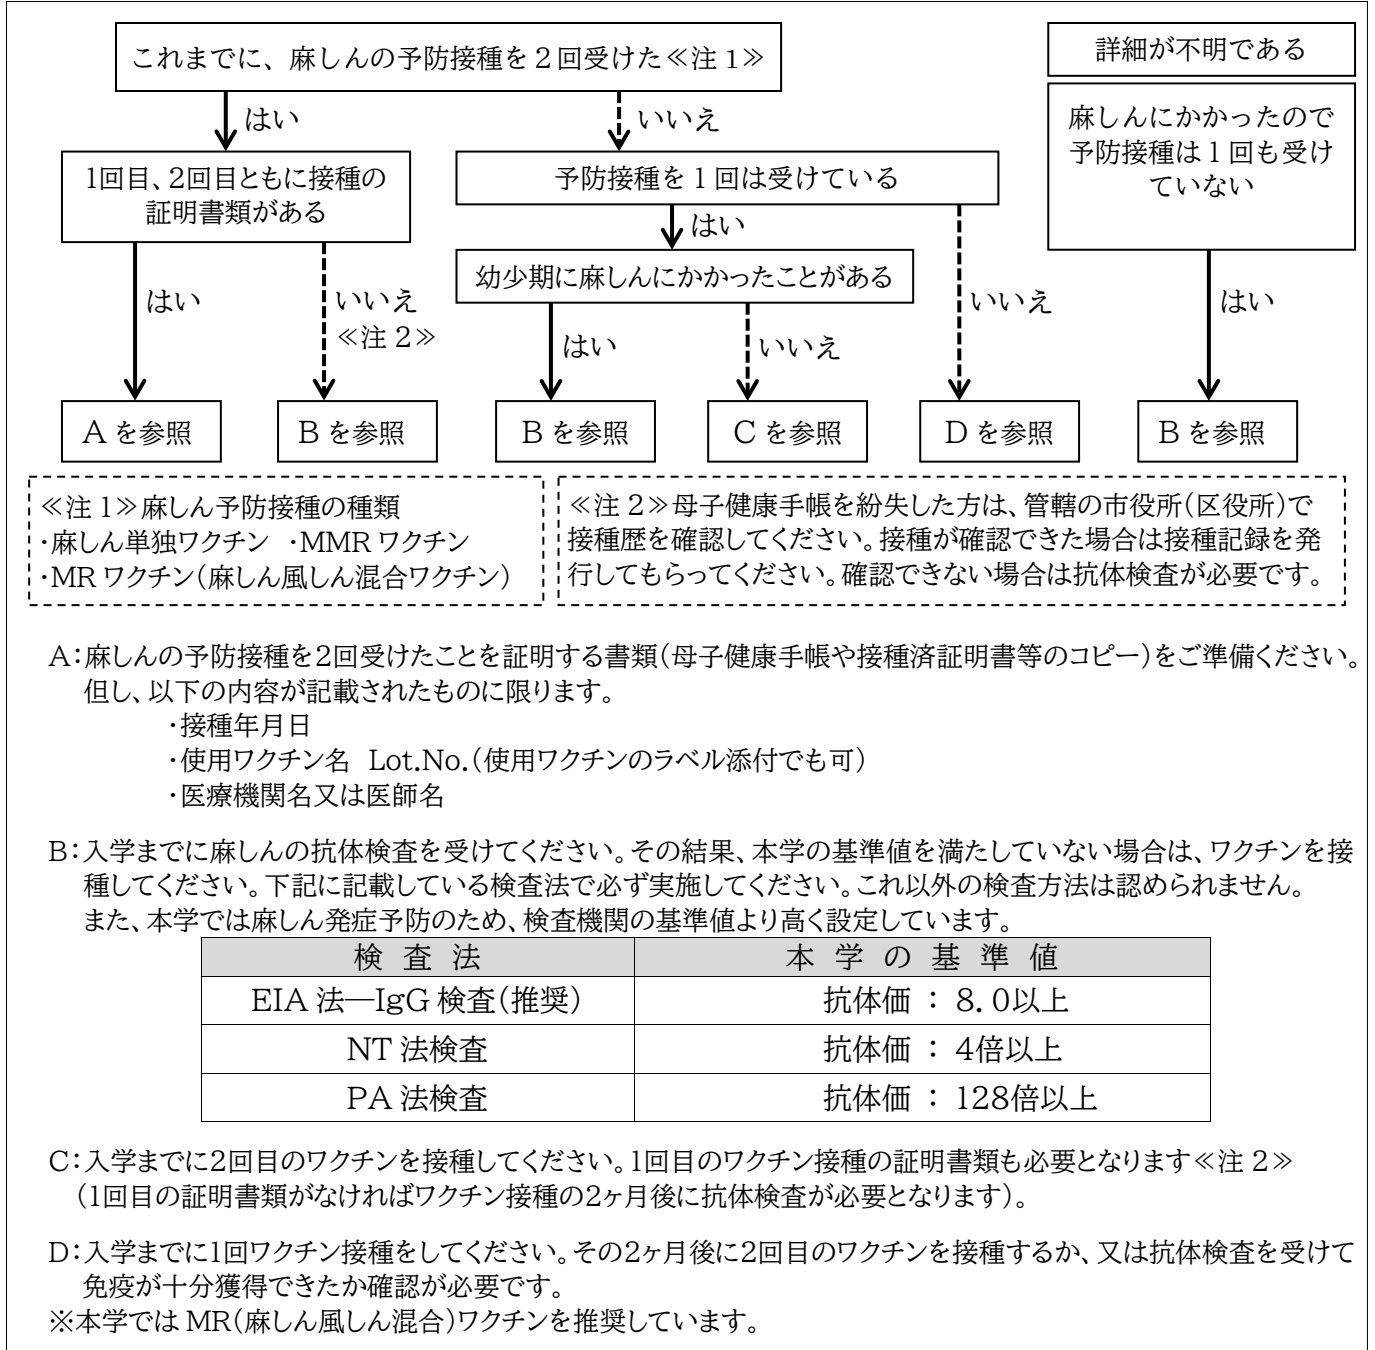 これまでに、麻しんの予防接種を2回受けた≪注1≫
詳細が不明である
はい
いいえ
麻しんにかかったので
予防接種は1回も受け
ていない
1回目、2回目ともに接種の
証明書類がある
予防接種を1回は受けている
はい
幼少期に麻しんにかかったことがある
はい
いいえ
≪注2≫
はい
いいえ
いいえ
はい
Aを参照
Bを参照
Bを参照
Cを参照
Dを参照
Bを参照
≪注1≫麻しん予防接種の種類
・麻しん単独ワクチン ・MMRワクチン
・MRワクチン(麻しん風しん混合ワクチン)
≪注2≫母子健康手帳を紛失した方は、管轄の市役所(区役所)で
接種歴を確認してください。接種が確認できた場合は接種記録を発
行してもらってください。確認できない場合は抗体検査が必要です。
A:麻しんの予防接種を2回受けたことを証明する書類(母子健康手帳や接種済証明書等のコピー)をご準備ください。
但し、以下の内容が記載されたものに限ります。
・接種年月日
・使用ワクチン名 Lot.No.(使用ワクチンのラベル添付でも可)
・医療機関名又は医師名
B:入学までに麻しんの抗体検査を受けてください。その結果、本学の基準値を満たしていない場合は、ワクチンを接
種してください。下記に記載している検査法で必ず実施してください。これ以外の検査方法は認められません。
また、本学では麻しん発症予防のため、検査機関の基準値より高く設定しています。
検査法 本学の基準値
EIA法―IgG検査(推奨) 抗体価 : 8.0以上
NT法検査 抗体価 : 4倍以上
PA法検査 抗体価 : 128倍以上
C:入学までに2回目のワクチンを接種してください。1回目のワクチン接種の証明書類も必要となります≪注2≫
(1回目の証明書類がなければワクチン接種の2ヶ月後に抗体検査が必要となります)。
D:入学までに1回ワクチン接種をしてください。その2ヶ月後に2回目のワクチンを接種するか、又は抗体検査を受けて
免疫が十分獲得できたか確認が必要です。
※本学ではMR(麻しん風しん混合)ワクチンを推奨しています。